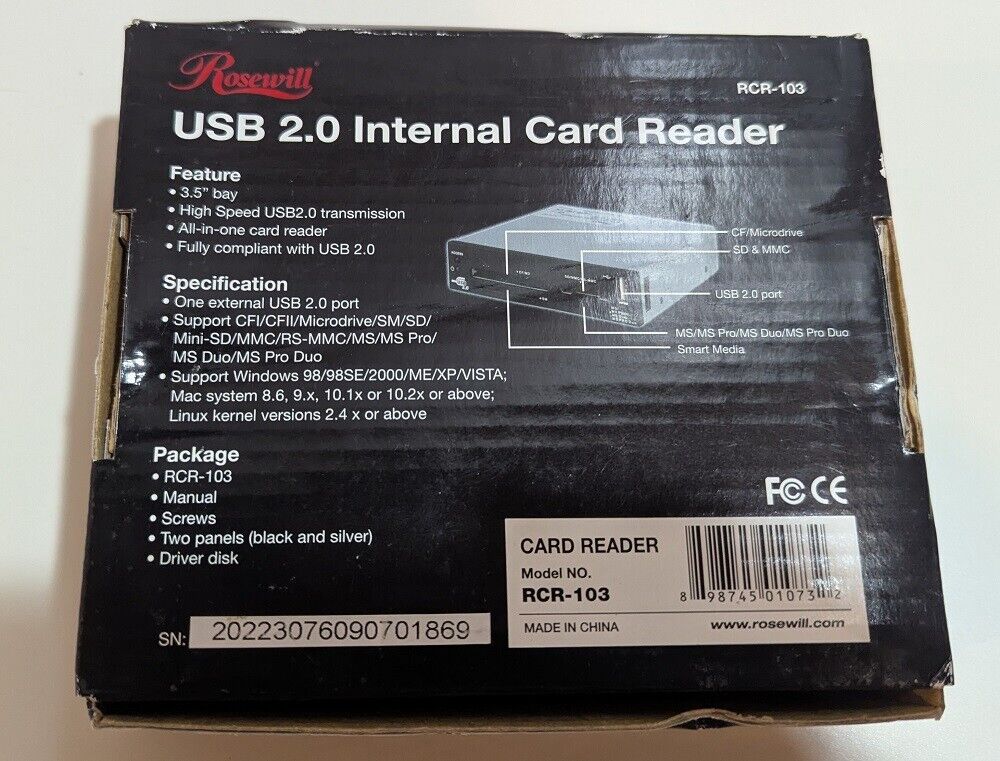 Rosewill
RCR-103
USB 2.0 Internal Card Reader
Feature
• 3.5" bay
• High Speed USB2.0 transmission
• All-in-one card reader
• Fully compliant with USB 2.0
CF/Microdrive
SD & MMC
USB 2.0 port
MS/MS Pro/MS Duo/MS Pro Duo
Smart Media
Specification
• One external USB 2.0 port
• Support CFI/CFII/Microdrive/SM/SD/
Mini-SD/MMC/RS-MMC/MS/MS Pro/
MS Duo/MS Pro Duo
• Support Windows 98/98SE/2000/ME/XP/VISTA;
Mac system 8.6, 9.x, 10.1x or 10.2x or above;
Linux kernel versions 2.4 x or above
Package
• RCR-103
• Manual
• Screws
• Two panels (black and silver)
• Driver disk
FC CE
CARD READER
Model NO.
RCR-103
MADE IN CHINA
8 98745 01073 2
www.rosewill.com
SN: 20223076090701869